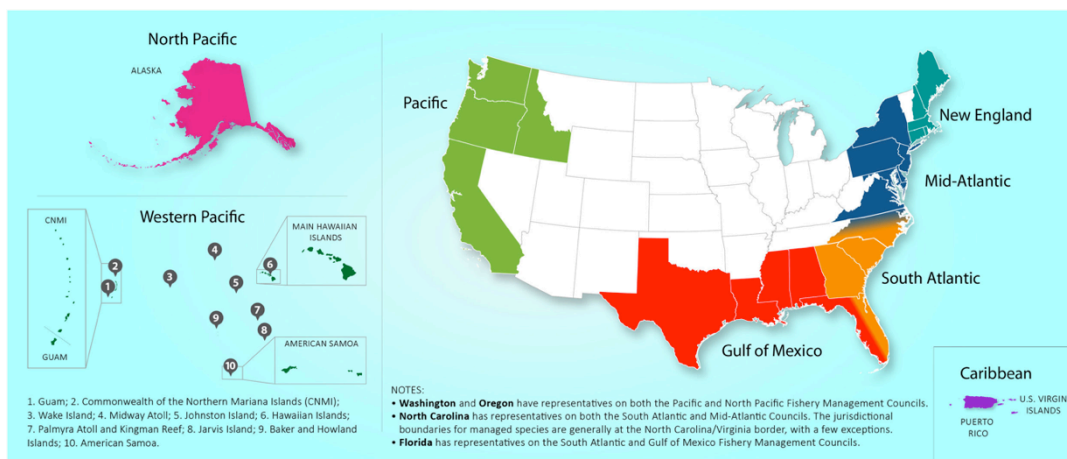 North Pacific
ALASKA
Western Pacific
CNMI
GUAM
1
2
3
4
5
6
7
8
9
10
MAIN HAWAIIAN
ISLANDS
AMERICAN SAMOA
1. Guam; 2. Commonwealth of the Northern Mariana Islands (CNMI);
3. Wake Island; 4. Midway Atoll; 5. Johnston Island; 6. Hawaiian Islands;
7. Palmyra Atoll and Kingman Reef; 8. Jarvis Island; 9. Baker and Howland
Islands; 10. American Samoa.
Pacific
New England
Mid-Atlantic
South Atlantic
Gulf of Mexico
NOTES:
• Washington and Oregon have representatives on both the Pacific and North Pacific Fishery Management Councils.
• North Carolina has representatives on both the South Atlantic and Mid-Atlantic Councils. The jurisdictional
boundaries for managed species are generally at the North Carolina/Virginia border, with a few exceptions.
• Florida has representatives on the South Atlantic and Gulf of Mexico Fishery Management Councils.
Caribbean
U.S. VIRGIN
ISLANDS
PUERTO
RICO